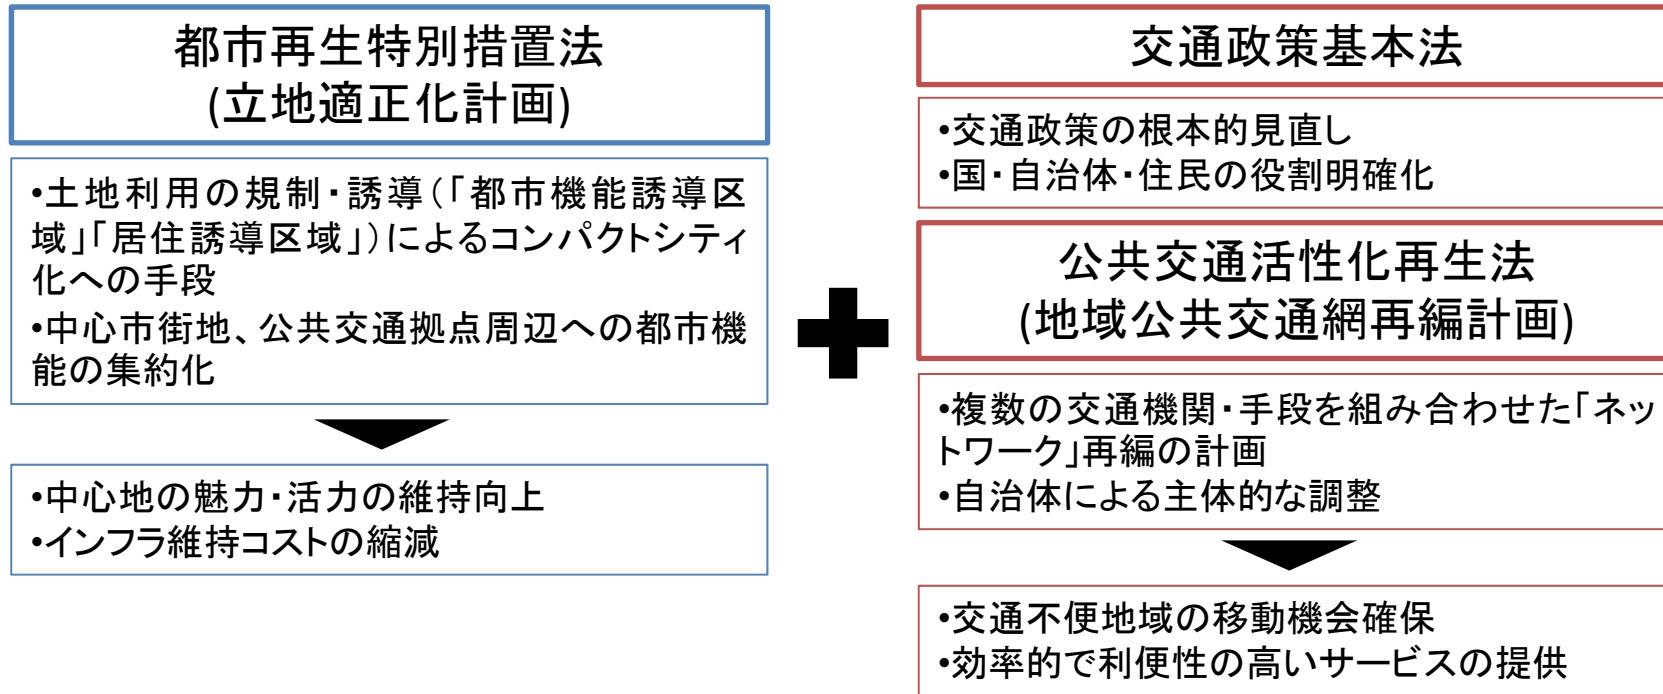 都市再生特別措置法
(立地適正化計画)
•土地利用の規制・誘導(「都市機能誘導区
域」「居住誘導区域」)によるコンパクトシティ
化への手段
•中心市街地、公共交通拠点周辺への都市機
能の集約化
•中心地の魅力・活力の維持向上
•インフラ維持コストの縮減
交通政策基本法
•交通政策の根本的見直し
•国・自治体・住民の役割明確化
公共交通活性化再生法
(地域公共交通網再編計画)
•複数の交通機関・手段を組み合わせた「ネッ
トワーク」再編の計画
•自治体による主体的な調整
•交通不便地域の移動機会確保
•効率的で利便性の高いサービスの提供